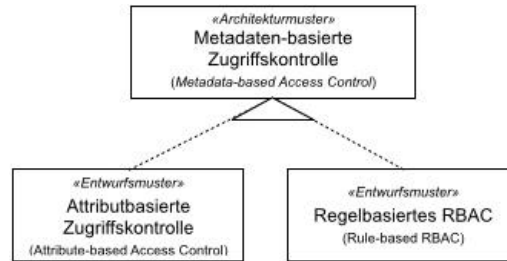 «Architekturmuster»
Metadaten-basierte
Zugriffskontrolle
(Metadata-based Access Control)
«Entwurfsmuster»
Attributbasierte
Zugriffskontrolle
(Attribute-based Access Control)
«Entwurfsmuster»
Regelbasiertes RBAC
(Rule-based RBAC)